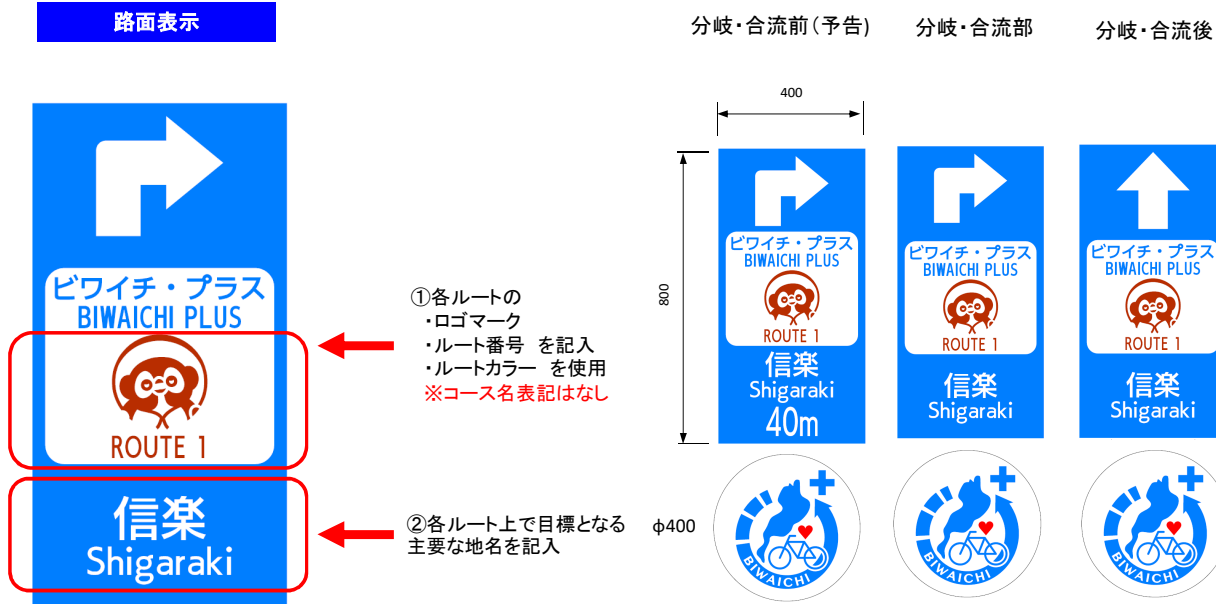 路面表示
ビワイチ・プラス
BIWAICHI PLUS
ROUTE 1
信楽
Shigaraki
①各ルートの
・ロゴマーク
・ルート番号 を記入
・ルートカラー を使用
※コース名表記はなし
②各ルート上で目標となる
主要な地名を記入
分岐・合流前(予告)
400
800
ビワイチ・プラス
BIWAICHI PLUS
ROUTE 1
信楽
Shigaraki
40m
φ400
BIWAICHI
分岐・合流部
ビワイチ・プラス
BIWAICHI PLUS
ROUTE 1
信楽
Shigaraki
BIWAICHI
分岐・合流後
ビワイチ・プラス
BIWAICHI PLUS
ROUTE 1
信楽
Shigaraki
BIWAICHI